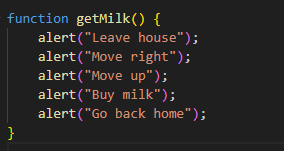 function getMilk() {
    alert("Leave house");
    alert("Move right");
    alert("Move up");
    alert("Buy milk");
    alert("Go back home");
}